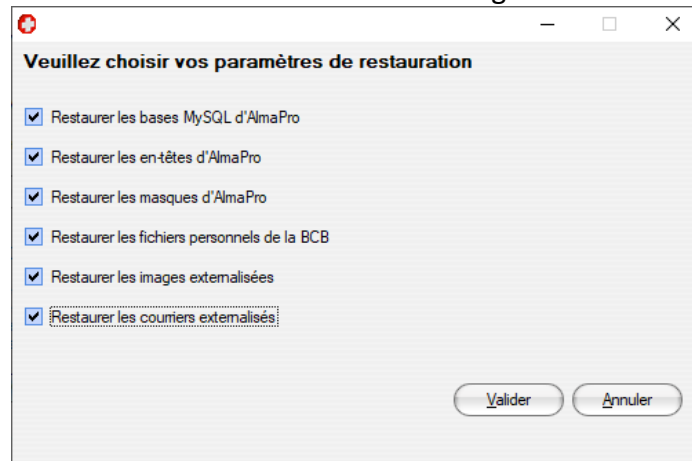 Veuillez choisir vos paramètres de restauration
Restaurer les bases MySQL d'AlmaPro
Restaurer les en-têtes d'AlmaPro
Restaurer les masques d'AlmaPro
Restaurer les fichiers personnels de la BCB
Restaurer les images externalisées
Restaurer les courriers externalisés
Valider Annuler